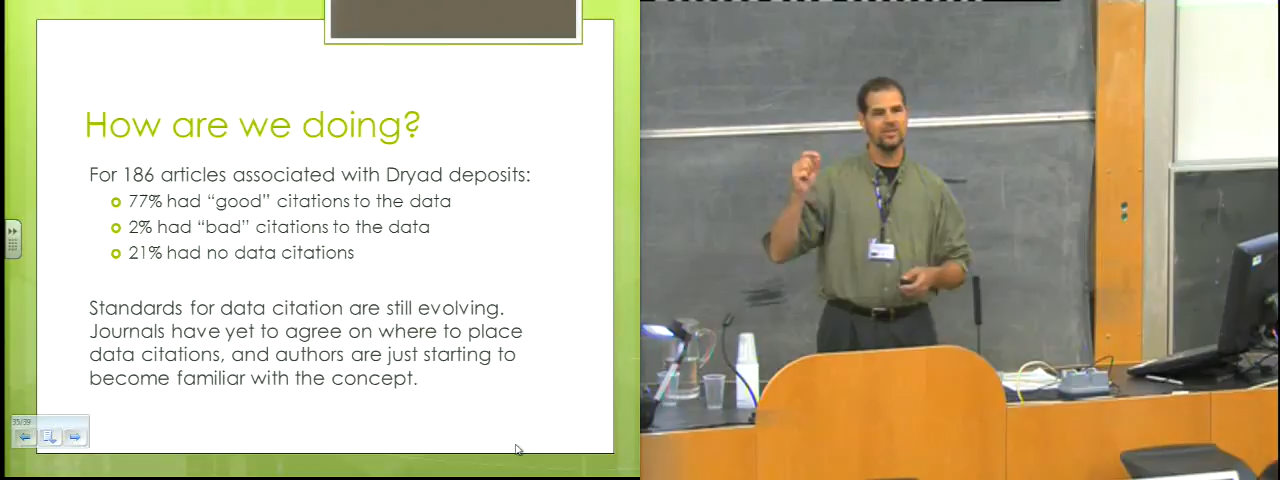 How are we doing?
For 186 articles associated with Dryad deposits:
77% had “good” citations to the data
2% had “bad” citations to the data
21% had no data citations
Standards for data citation are still evolving.
Journals have yet to agree on where to place
data citations, and authors are just starting to
become familiar with the concept.
35/39